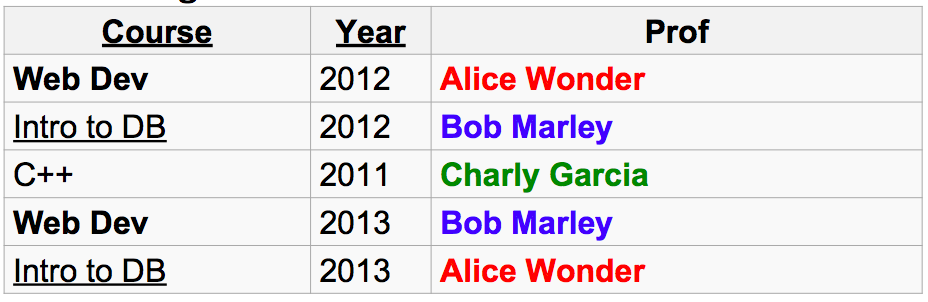 Course Year Prof
Web Dev 2012 Alice Wonder
Intro to DB 2012 Bob Marley
C++ 2011 Charly Garcia
Web Dev 2013 Bob Marley
Intro to DB 2013 Alice Wonder